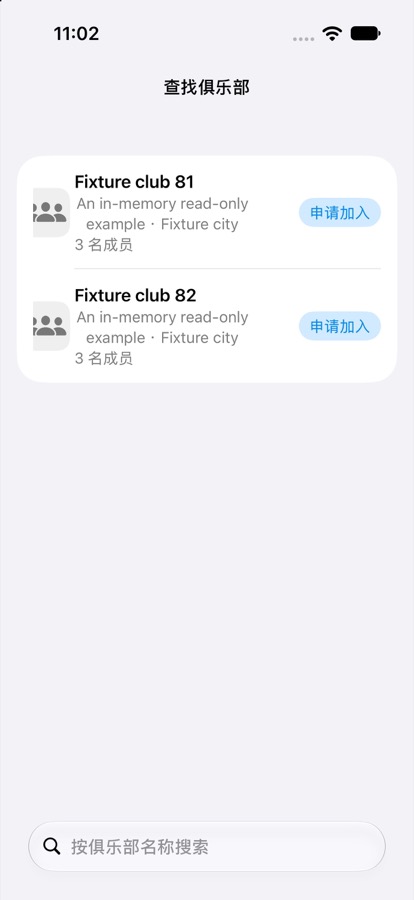 11:02
查找俱乐部
Fixture club 81
An in-memory read-only
example · Fixture city
3 名成员
申请加入
Fixture club 82
An in-memory read-only
example · Fixture city
3 名成员
申请加入
按俱乐部名称搜索